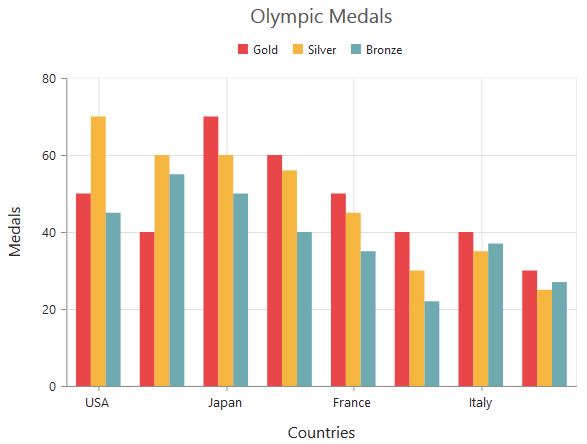 Olympic Medals
Gold Silver Bronze
80
60
40
20
0
Medals
USA Japan France Italy
Countries